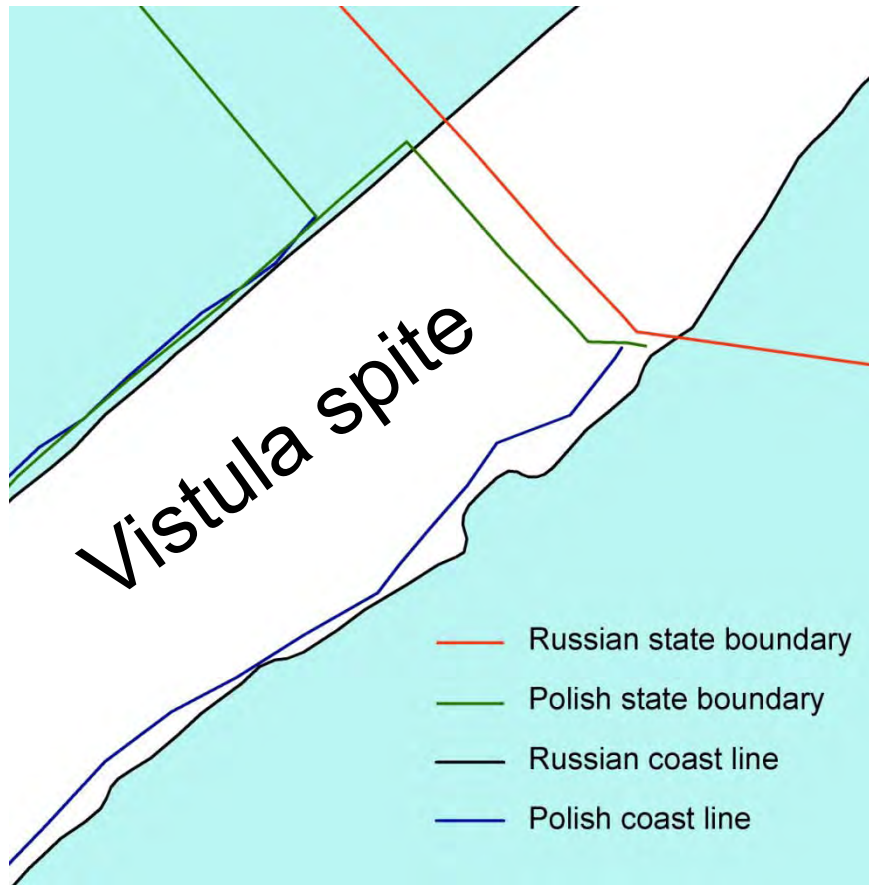 Vistula spite
Russian state boundary
Polish state boundary
Russian coast line
Polish coast line